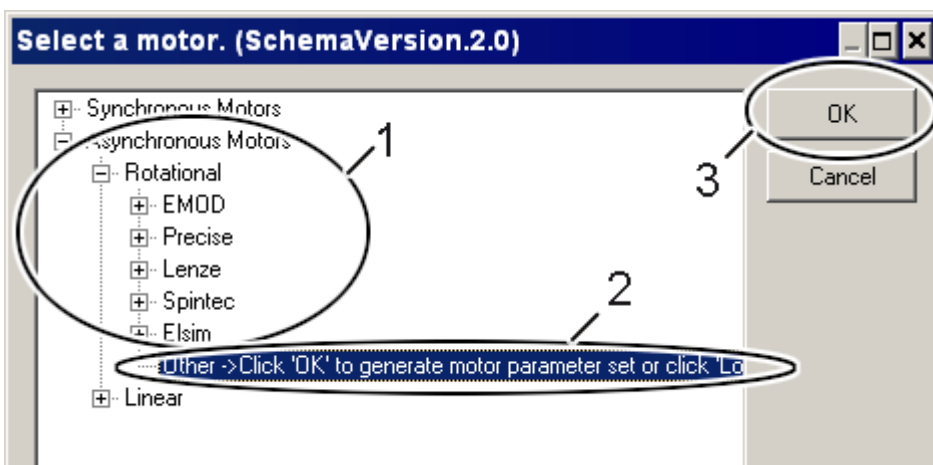 Select a motor. (SchemaVersion.2.0)
Synchronous Motors
OK
Asynchronous Motors
1
Rotational
3
Cancel
EMOD
Precise
Lenze
Spintec
2
Elsim
Other ->Click 'OK' to generate motor parameter set or click 'Lo
Linear